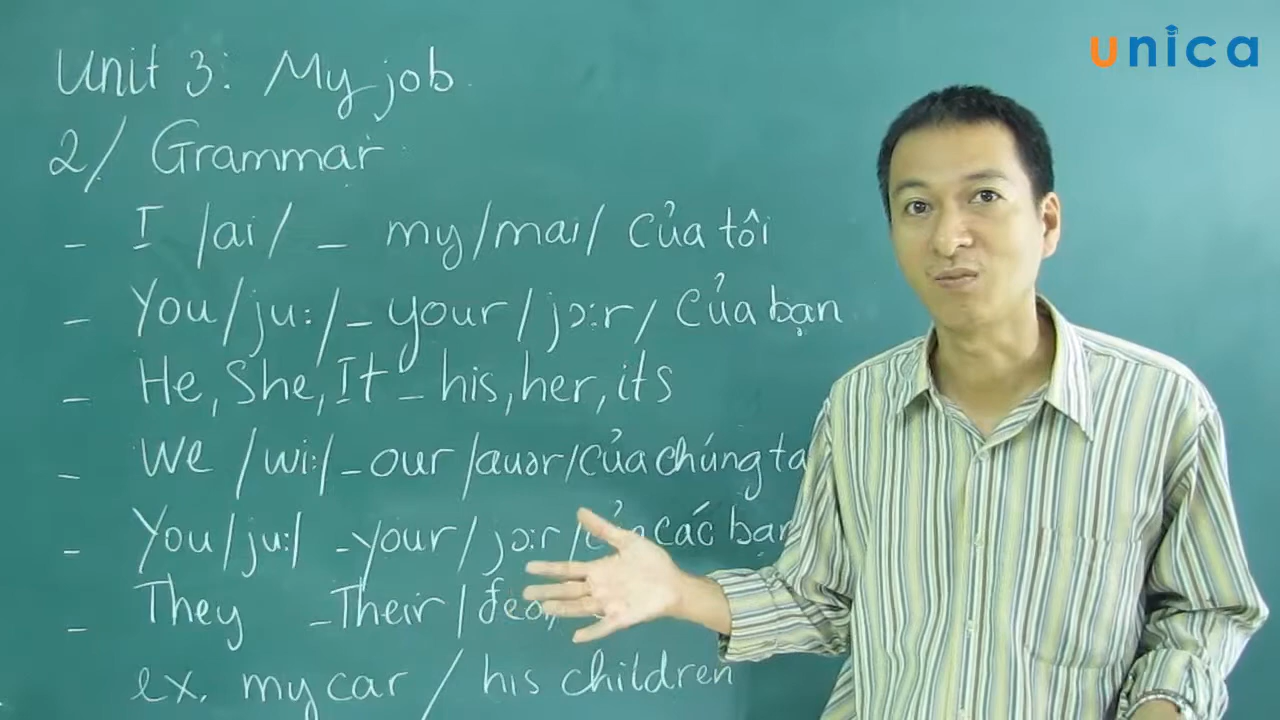 unica
Unit 3: My job
2/ Grammar
- I /ai/ - my /mai/ của tôi
- You /ju:/ - your /jɔ:r/ của bạn
- He, She, It - his, her, its
- We /wi:/ - our /auər/ của chúng ta
- You /ju:/ - your /jɔ:r/ các bạn
- They - Their
ex. my car / his children